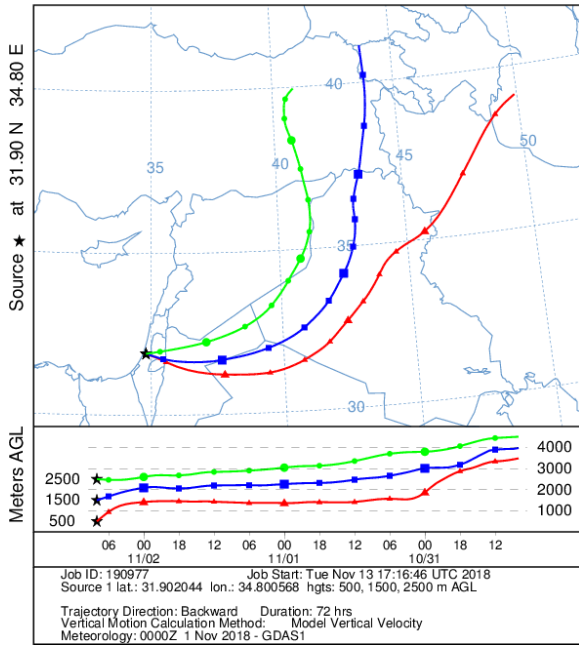 Source ★ at 31.90 N 34.80 E
40
35
40
45
50
35
30
Meters AGL
2500
1500
500
4000
3000
2000
1000
06 00 18 12 06 00 18 12 06 00 18 12
11/02 11/01 10/31
Job ID: 190977 Job Start: Tue Nov 13 17:16:46 UTC 2018
Source 1 lat.: 31.902044 lon.: 34.800568 hgts: 500, 1500, 2500 m AGL
Trajectory Direction: Backward Duration: 72 hrs
Vertical Motion Calculation Method: Model Vertical Velocity
Meteorology: 0000Z 1 Nov 2018 - GDAS1